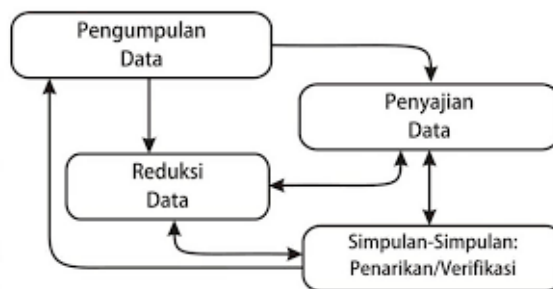 Pengumpulan
Data
Penyajian
Data
Reduksi
Data
Simpulan-Simpulan:
Penarikan/Verifikasi